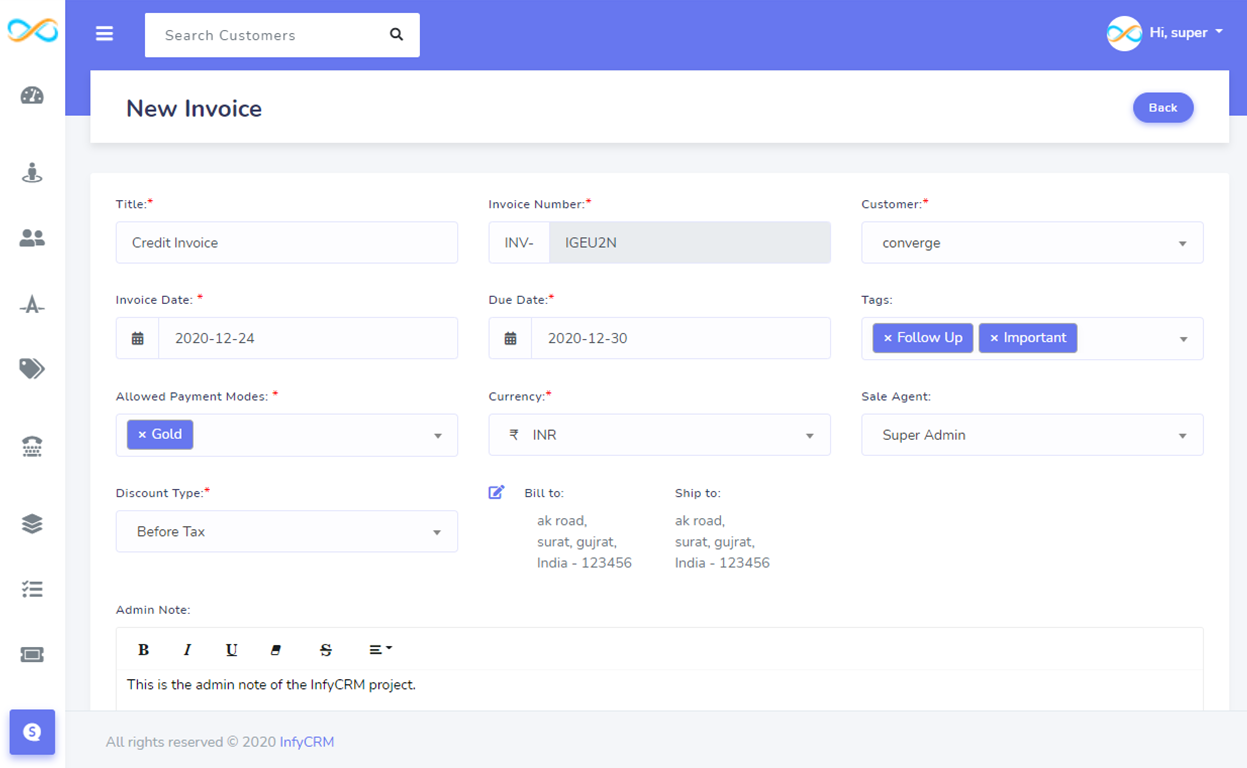 Search Customers
Hi, super
New Invoice
Back
Title:*
Invoice Number:*
Customer:*
Credit Invoice
INV-
IGEU2N
converge
Invoice Date: *
Due Date:*
Tags:
2020-12-24
2020-12-30
× Follow Up
× Important
Allowed Payment Modes: *
Currency:*
Sale Agent:
× Gold
₹ INR
Super Admin
Discount Type:*
Bill to:
Ship to:
Before Tax
ak road,
surat, gujrat,
India - 123456
ak road,
surat, gujrat,
India - 123456
Admin Note:
B I U S
This is the admin note of the InfyCRM project.
S
All rights reserved © 2020 InfyCRM